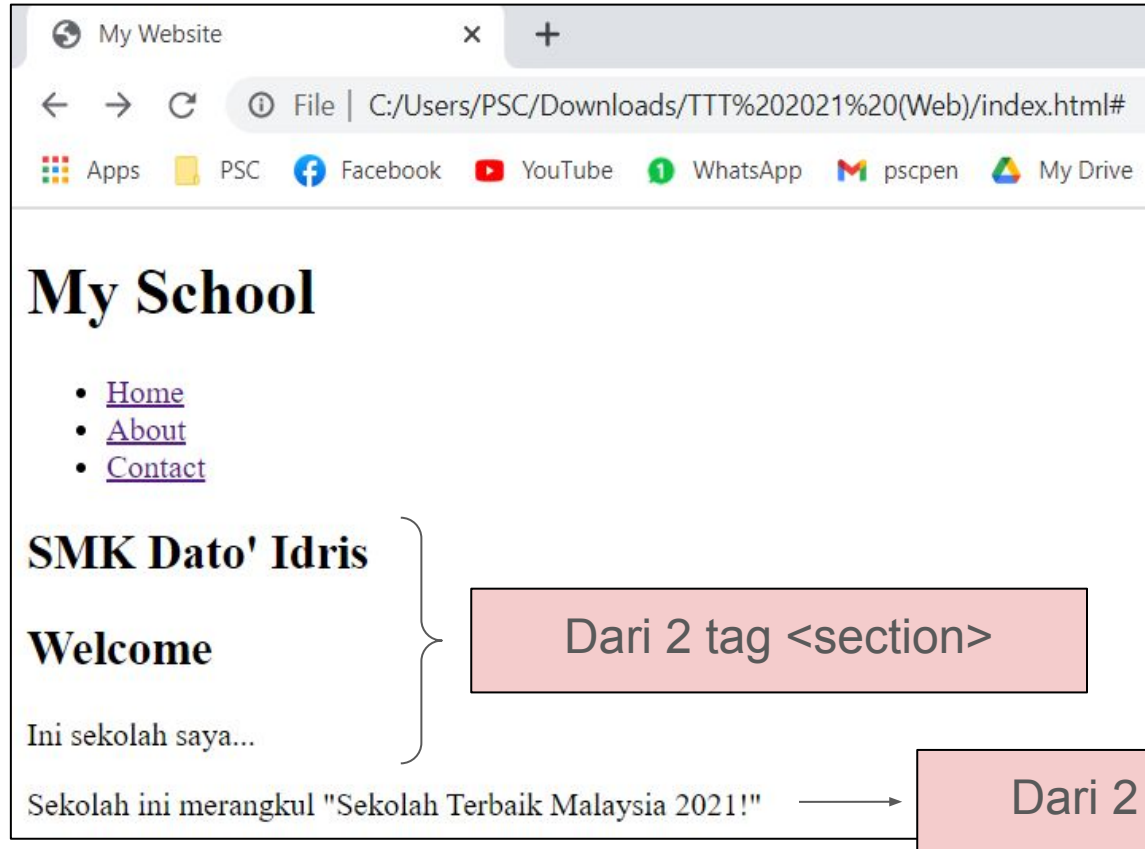 My Website
File | C:/Users/PSC/Downloads/TTT%202021%20(Web)/index.html#
Apps PSC Facebook YouTube 1 WhatsApp pscpen My Drive
My School
Home
About
Contact
SMK Dato' Idris
Welcome
Dari 2 tag <section>
Ini sekolah saya...
Sekolah ini merangkul "Sekolah Terbaik Malaysia 2021!"
Dari 2